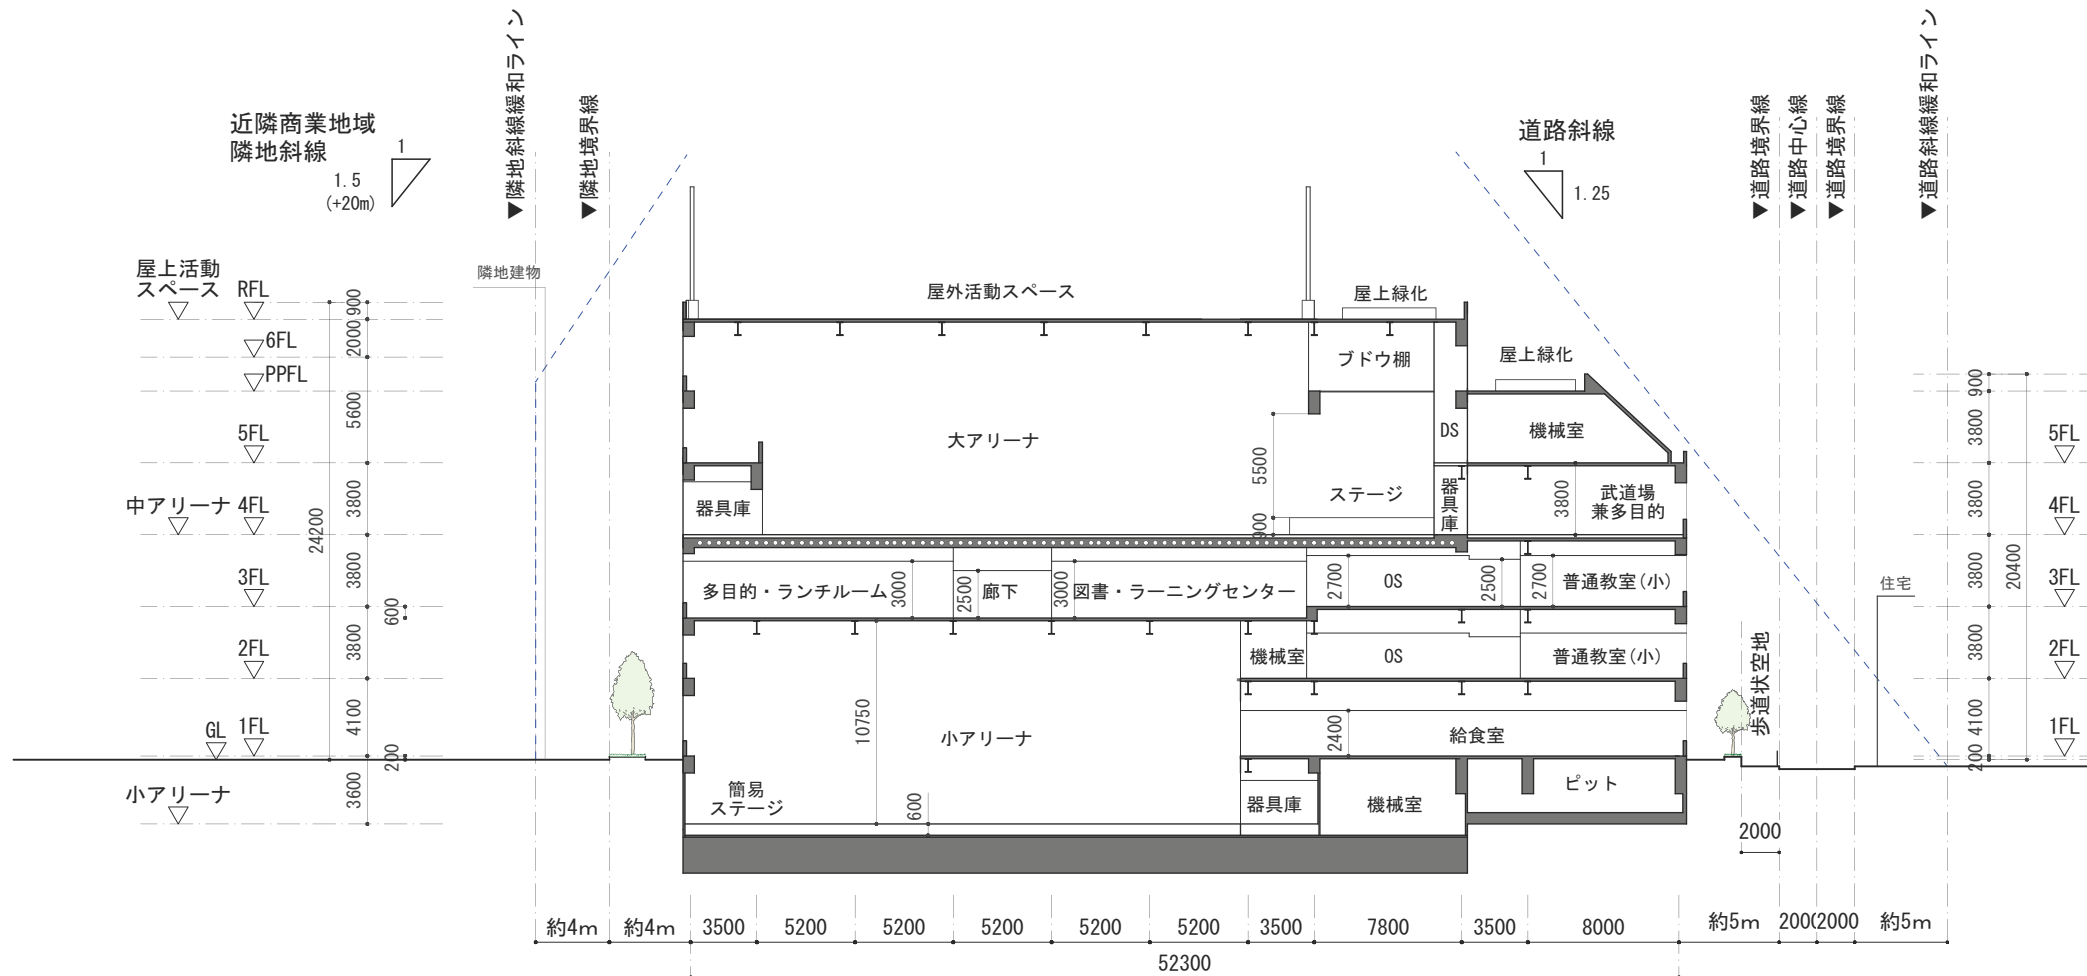 ▼隣地斜線緩和ライン
▼隣地境界線
▼道路境界線
▼道路中心線
▼道路境界線
▼道路斜線緩和ライン
近隣商業地域
隣地斜線
1
1.5
(+20m)
道路斜線
1
1.25
隣地建物
屋上活動
スペース
RFL
6FL
PPFL
5FL
中アリーナ
4FL
3FL
2FL
GL
1FL
小アリーナ
24200
900
2000
5600
3800
3800
600
3800
4100
200
3600
屋外活動スペース
屋上緑化
屋上緑化
ブドウ棚
大アリーナ
DS
機械室
5500
ステージ
900
器具庫
器具庫
3800
武道場
兼多目的
多目的・ランチルーム
3000
2500
廊下
3000
図書・ラーニングセンター
2700
OS
2500
2700
普通教室(小)
機械室
OS
普通教室(小)
10750
小アリーナ
2400
給食室
簡易
ステージ
600
器具庫
機械室
ピット
歩道状空地
住宅
2000
900
3800
3800
3800
3800
4100
200
20400
5FL
4FL
3FL
2FL
1FL
約4m
約4m
3500
5200
5200
5200
5200
5200
3500
7800
3500
8000
約5m
2000
2000
約5m
52300